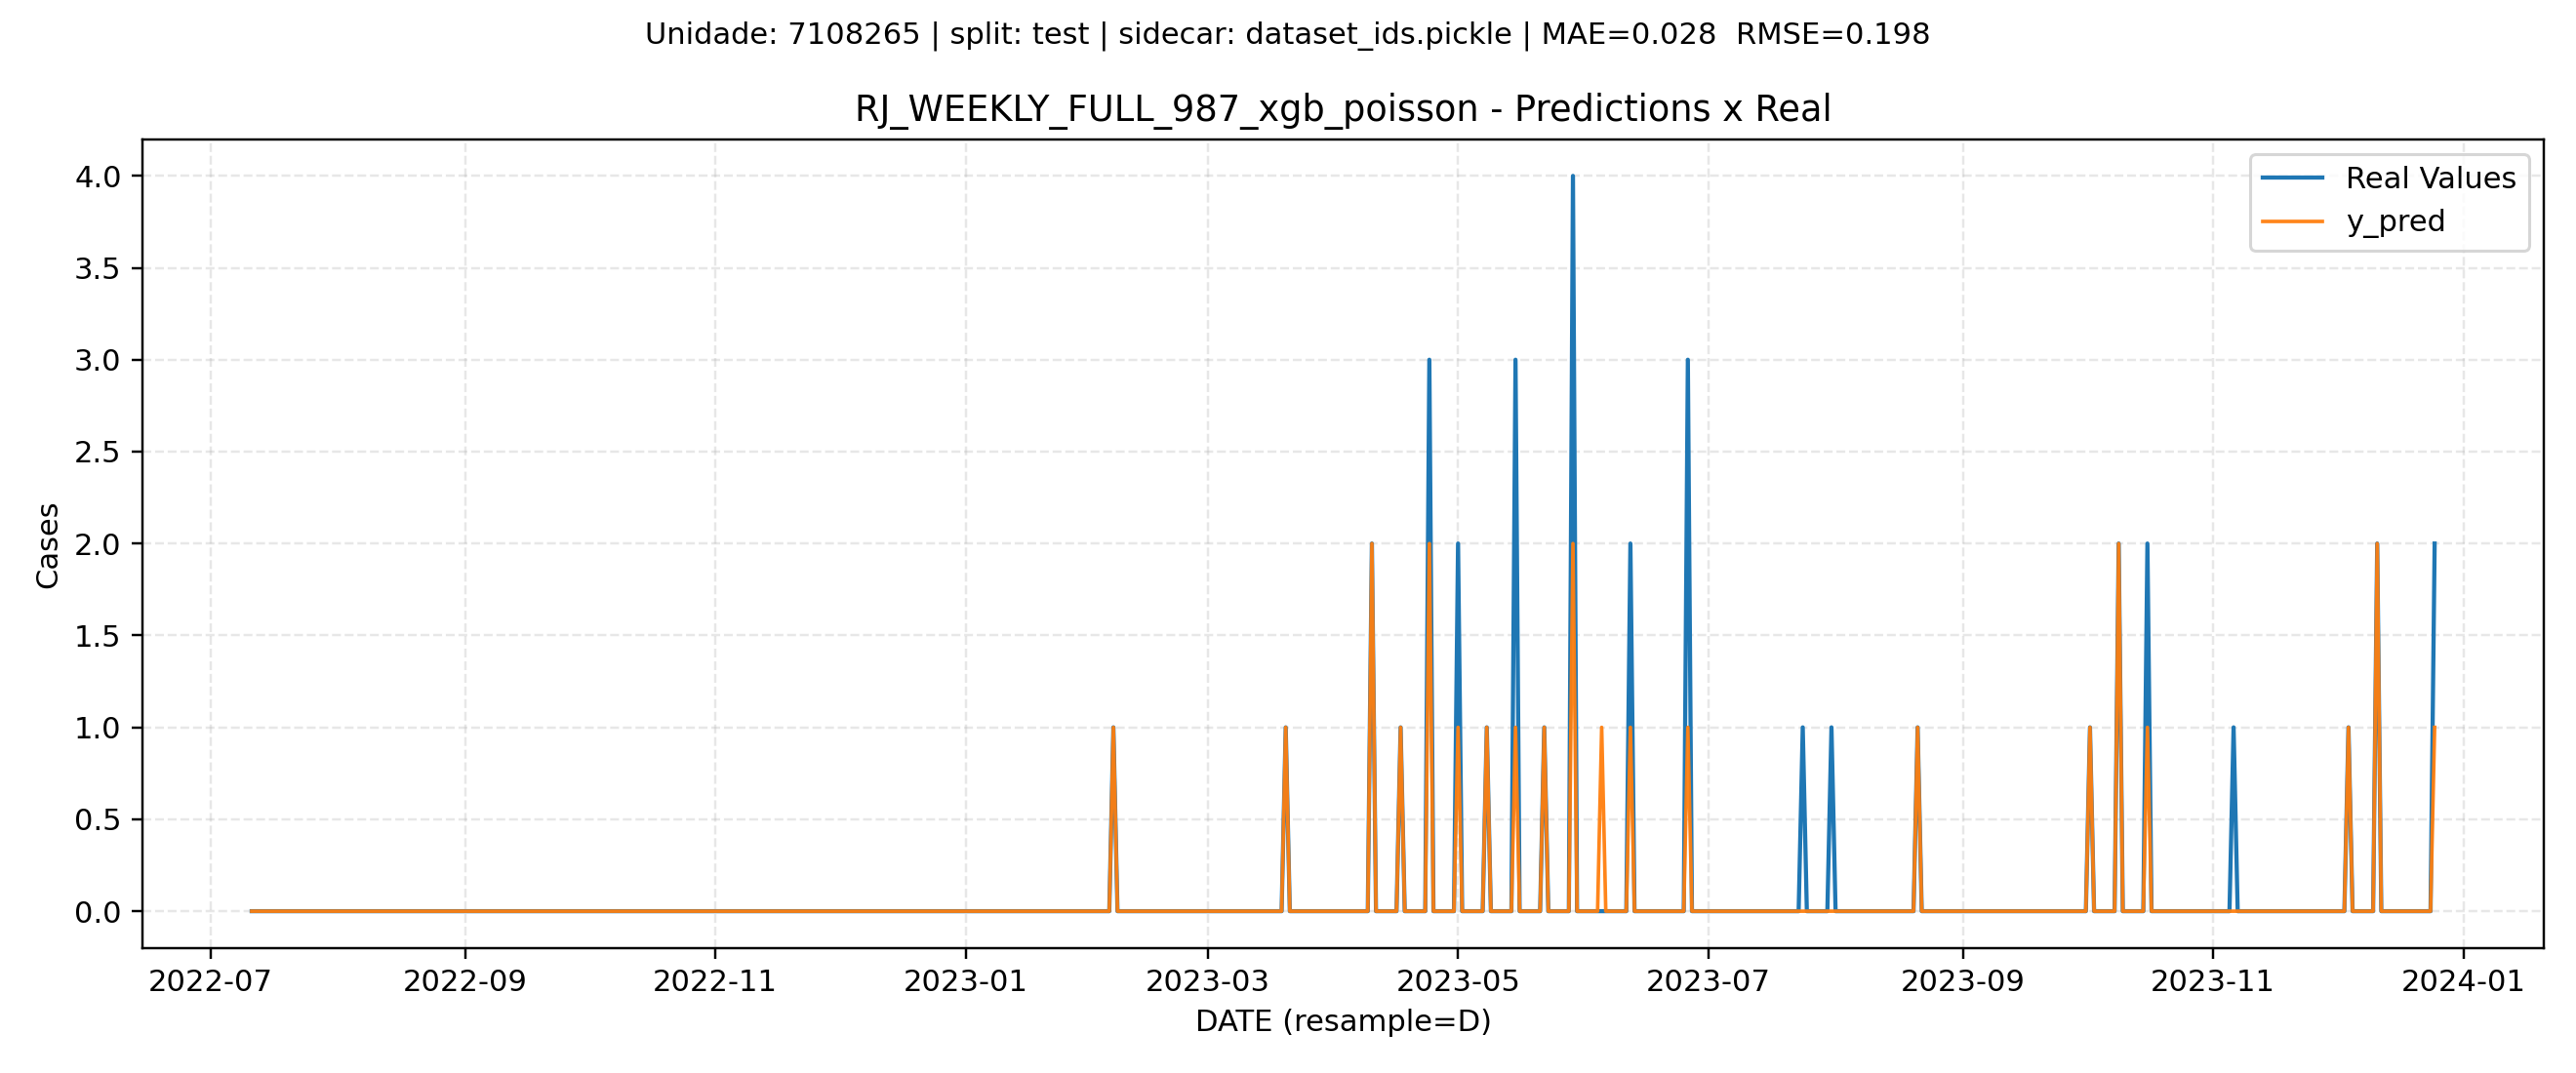 Unidade: 7108265 | split: test | sidecar: dataset_ids.pickle | MAE=0.028  RMSE=0.198
RJ_WEEKLY_FULL_987_xgb_poisson - Predictions x Real
Real Values
y_pred
4.0
3.5
3.0
2.5
2.0
1.5
1.0
0.5
0.0
Cases
2022-07 2022-09 2022-11 2023-01 2023-03 2023-05 2023-07 2023-09 2023-11 2024-01
DATE (resample=D)